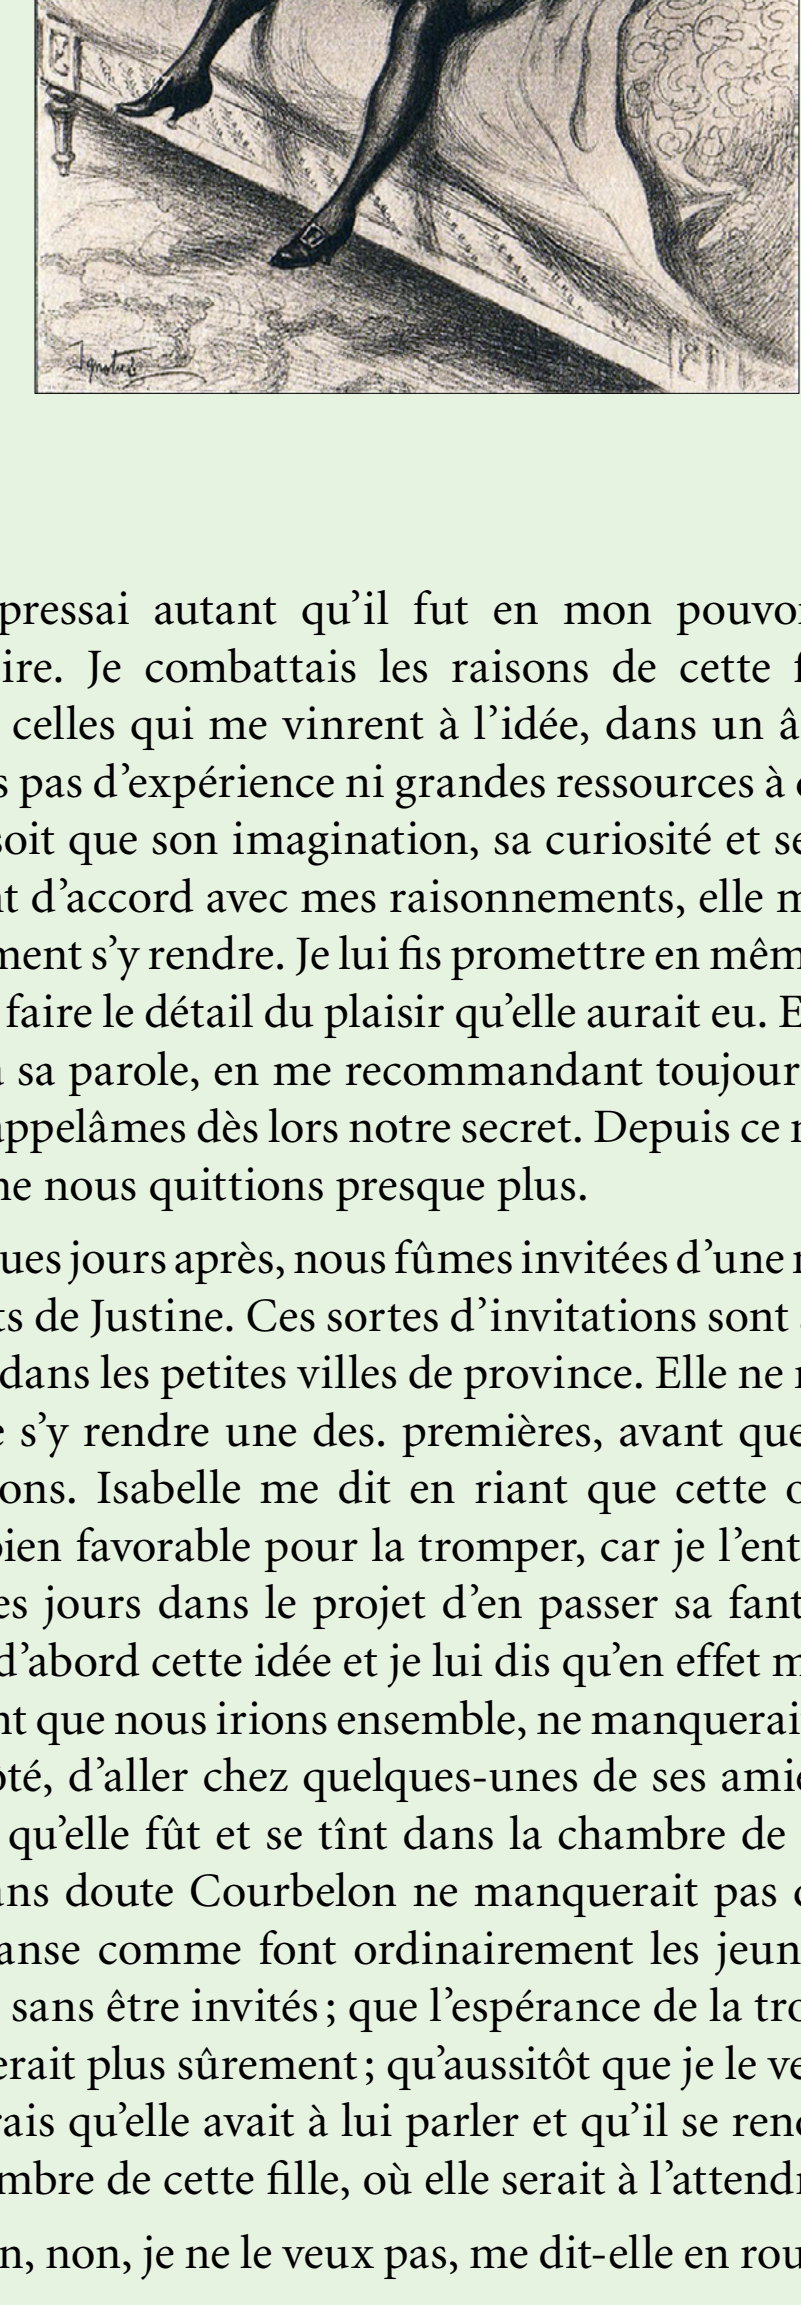 Ignatiev
pressai autant qu’il fut en mon pouvoi
ire. Je combattais les raisons de cette f
celles qui me vinrent à l’idée, dans un â
s pas d’expérience ni grandes ressources à
soit que son imagination, sa curiosité et se
t d’accord avec mes raisonnements, elle m
ment s’y rendre. Je lui fis promettre en mêm
faire le détail du plaisir qu’elle aurait eu. E
a sa parole, en me recommandant toujour
appelâmes dès lors notre secret. Depuis ce
ne nous quittions presque plus.
ues jours après, nous fûmes invitées d’une
ts de Justine. Ces sortes d’invitations sont
dans les petites villes de province. Elle ne
e s’y rendre une des. premières, avant que
ons. Isabelle me dit en riant que cette o
bien favorable pour la tromper, car je l’ent
es jours dans le projet d’en passer sa fant
d’abord cette idée et je lui dis qu’en effet m
nt que nous irions ensemble, ne manquerai
ôté, d’aller chez quelques-unes de ses amie
qu’elle fût et se tînt dans la chambre de
ans doute Courbelon ne manquerait pas
anse comme font ordinairement les jeun
sans être invités ; que l’espérance de la tro
erait plus sûrement ; qu’aussitôt que je le ve
rais qu’elle avait à lui parler et qu’il se rend
mbre de cette fille, où elle serait à l’attendr
n, non, je ne le veux pas, me dit-elle en rou